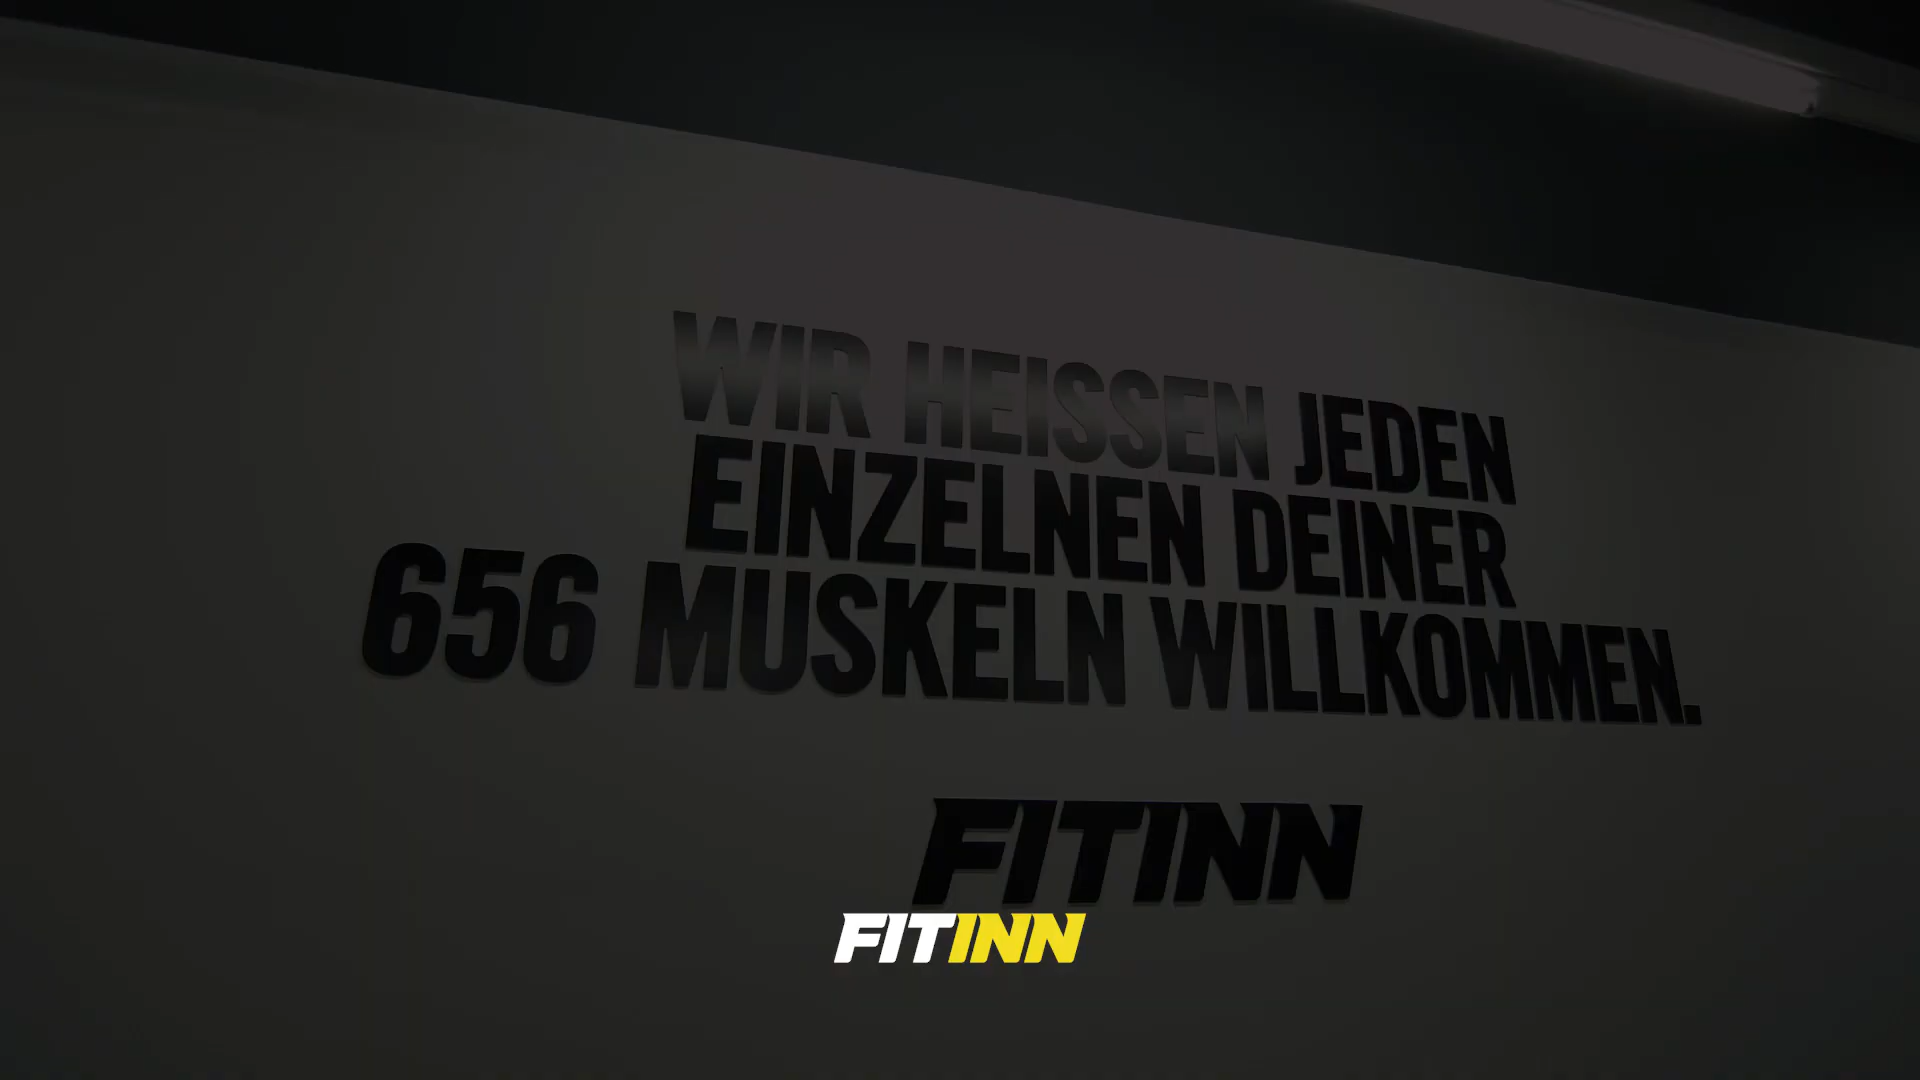 WIR HEISSEN JEDEN
EINZELNEN DEINER
656 MUSKELN WILLKOMMEN.
FITINN
FITINN